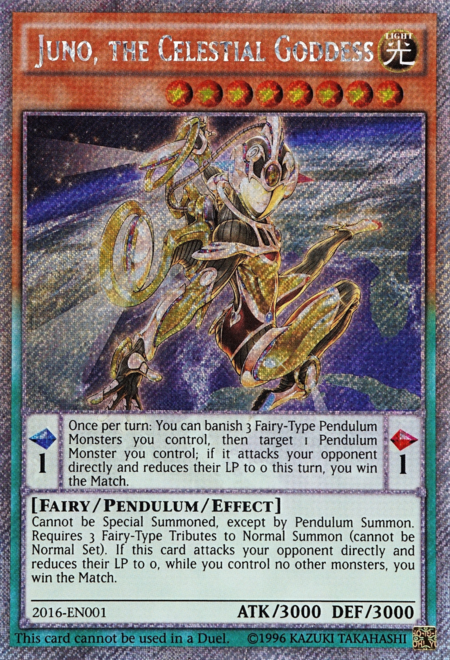 Juno, the Celestial Goddess
LIGHT
光
Once per turn: You can banish 3 Fairy-Type Pendulum
Monsters you control, then target 1 Pendulum
Monster you control; if it attacks your opponent
directly and reduces their LP to 0 this turn, you win
the Match.
1
1
[Fairy/Pendulum/Effect]
Cannot be Special Summoned, except by Pendulum Summon.
Requires 3 Fairy-Type Tributes to Normal Summon (cannot be
Normal Set). If this card attacks your opponent directly and
reduces their LP to 0, while you control no other monsters, you
win the Match.
2016-EN001
ATK/3000 DEF/3000
This card cannot be used in a Duel.
©1996 KAZUKI TAKAHASHI